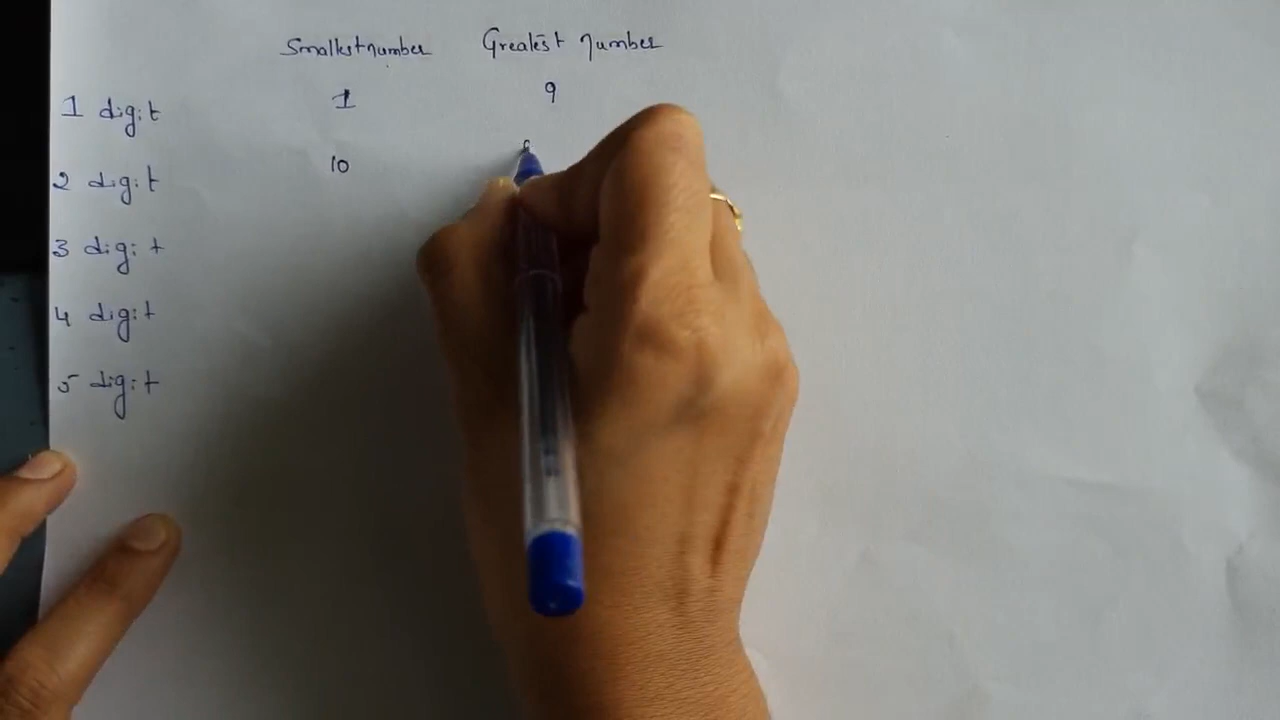 Smallest number Greatest number
1 digit 1 9
2 digit 10
3 digit
4 digit
5 digit